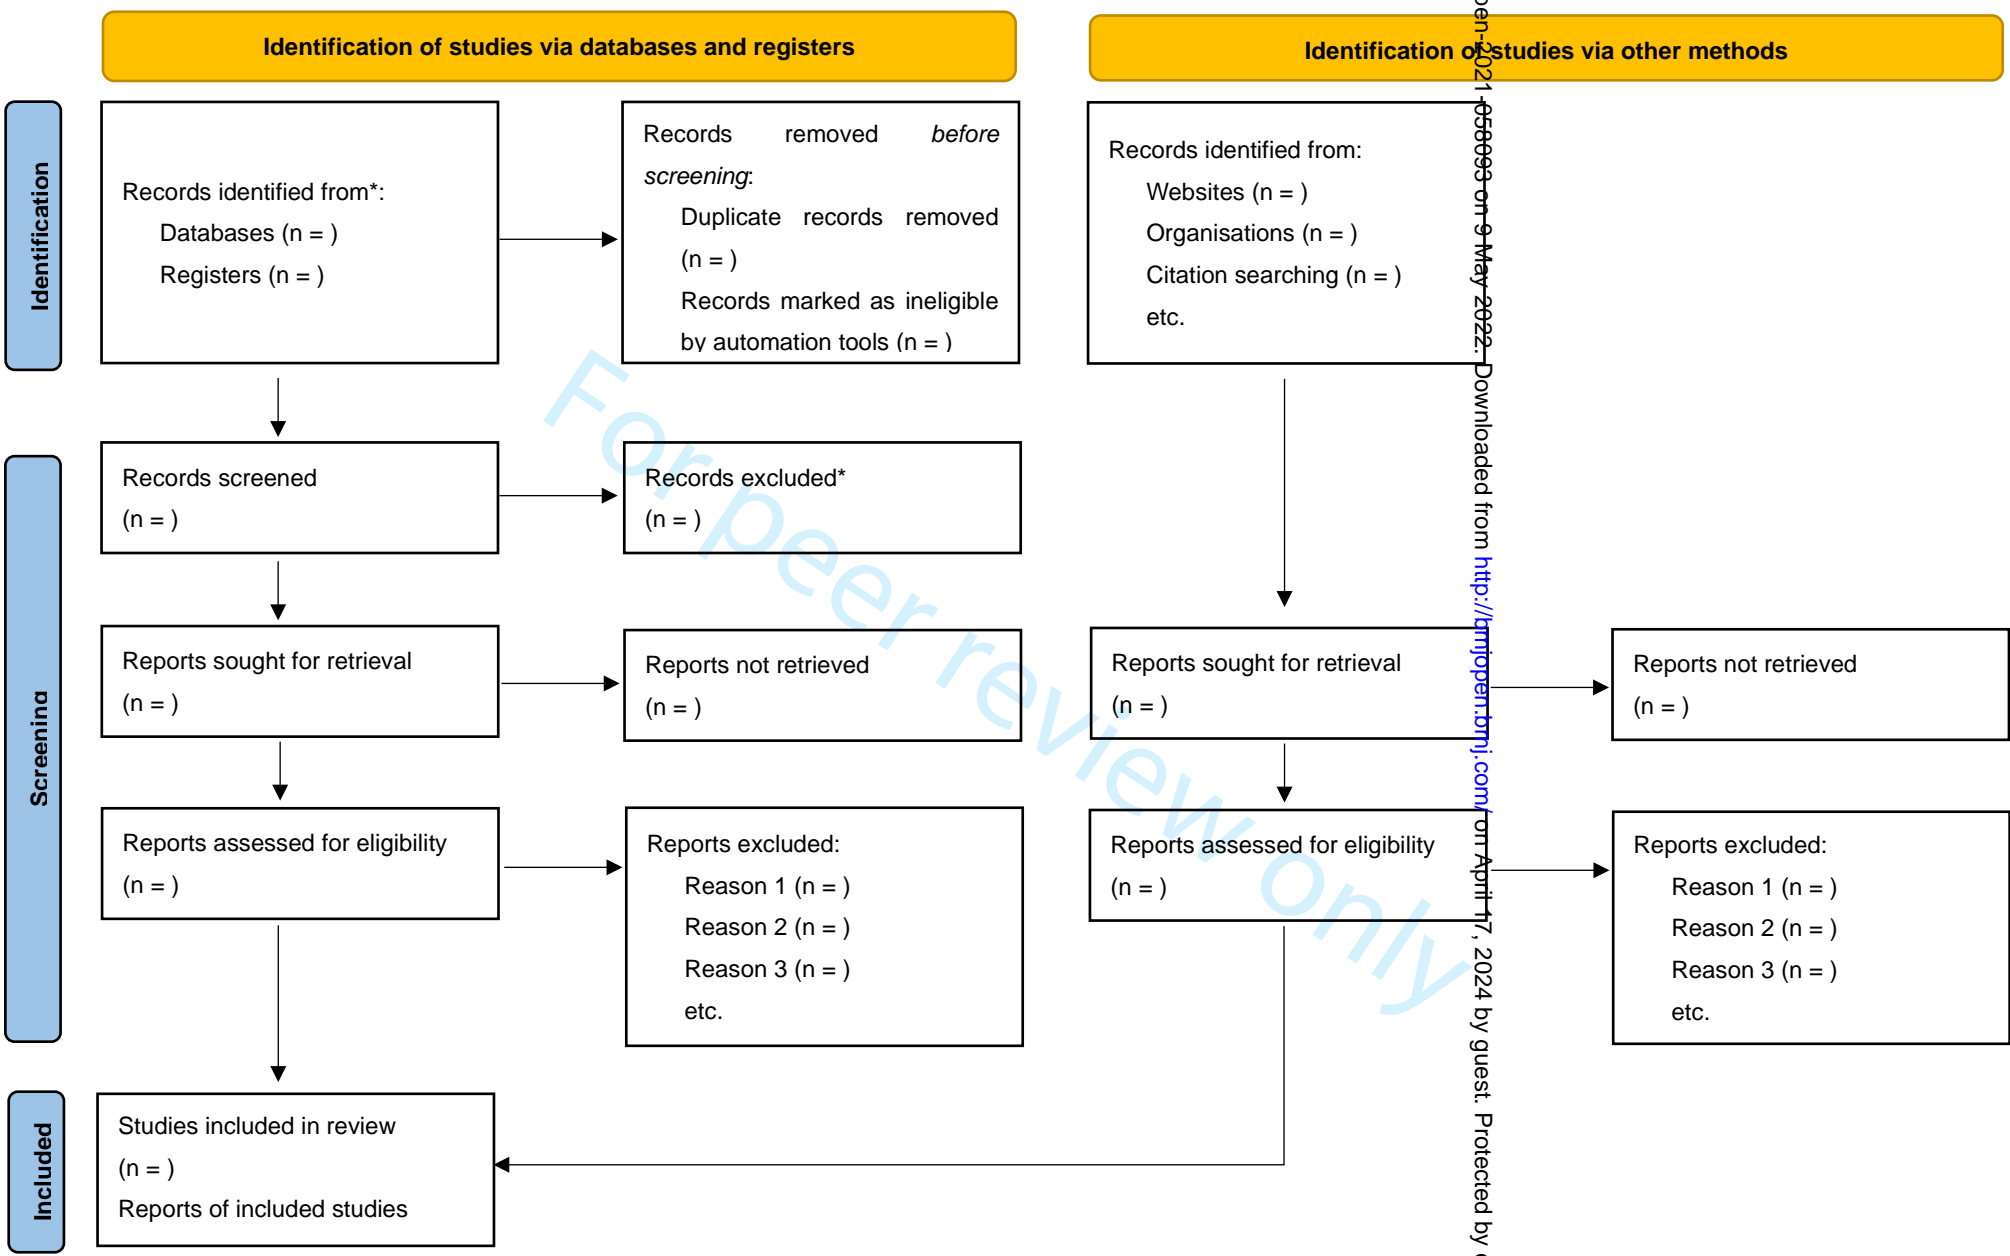 Identification of studies via databases and registers
Identification of studies via other methods
Identification
Records identified from*:
Databases (n = )
Registers (n = )
Records removed before
screening:
Duplicate records removed
(n = )
Records marked as ineligible
by automation tools (n = )
Records identified from:
Websites (n = )
Organisations (n = )
Citation searching (n = )
etc.
Screening
Records screened
(n = )
Records excluded*
(n = )
Reports sought for retrieval
(n = )
Reports not retrieved
(n = )
Reports sought for retrieval
(n = )
Reports not retrieved
(n = )
Reports assessed for eligibility
(n = )
Reports excluded:
Reason 1 (n = )
Reason 2 (n = )
Reason 3 (n = )
etc.
Reports assessed for eligibility
(n = )
Reports excluded:
Reason 1 (n = )
Reason 2 (n = )
Reason 3 (n = )
etc.
Included
Studies included in review
(n = )
Reports of included studies
For peer review only
pen-2021-058093 on 9 May 2022. Downloaded from http://bmjopen.bmj.com/ on April 17, 2024 by guest. Protected by